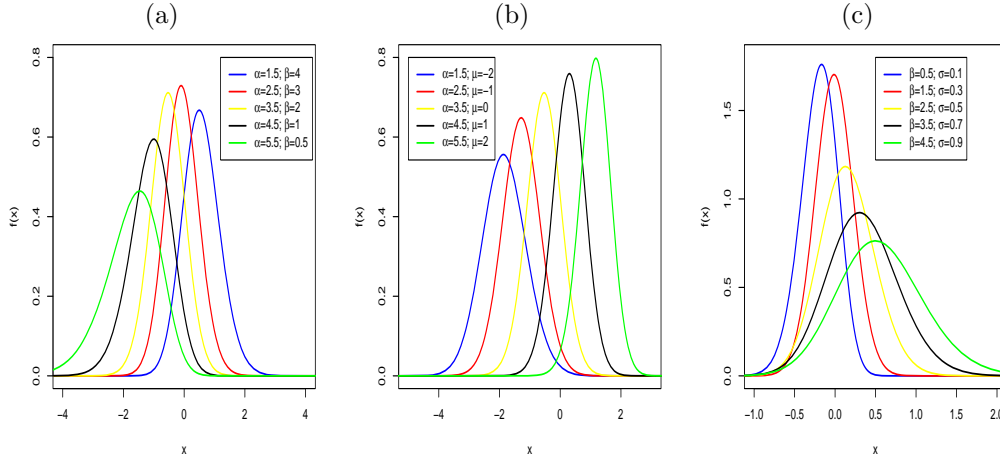 (a)
(b)
(c)
f(x)
0.0
0.2
0.4
0.6
0.8
α=1.5; β=4
α=2.5; β=3
α=3.5; β=2
α=4.5; β=1
α=5.5; β=0.5
-4
-2
0
2
4
x
f(x)
0.0
0.2
0.4
0.6
0.8
α=1.5; μ=-2
α=2.5; μ=-1
α=3.5; μ=0
α=4.5; μ=1
α=5.5; μ=2
-4
-2
0
2
x
f(x)
0.0
0.5
1.0
1.5
β=0.5; σ=0.1
β=1.5; σ=0.3
β=2.5; σ=0.5
β=3.5; σ=0.7
β=4.5; σ=0.9
-1.0
-0.5
0.0
0.5
1.0
1.5
2.0
x